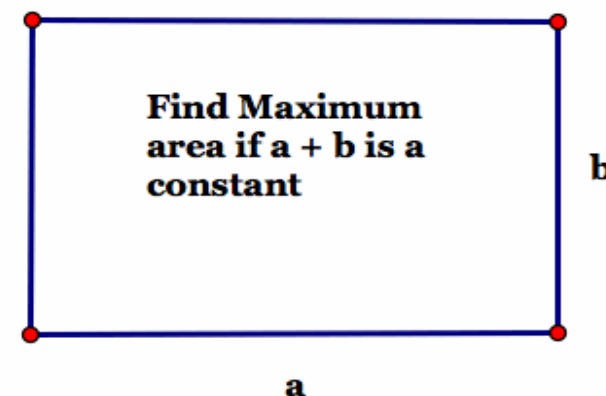 Find Maximum
area if a + b is a
constant
b
a